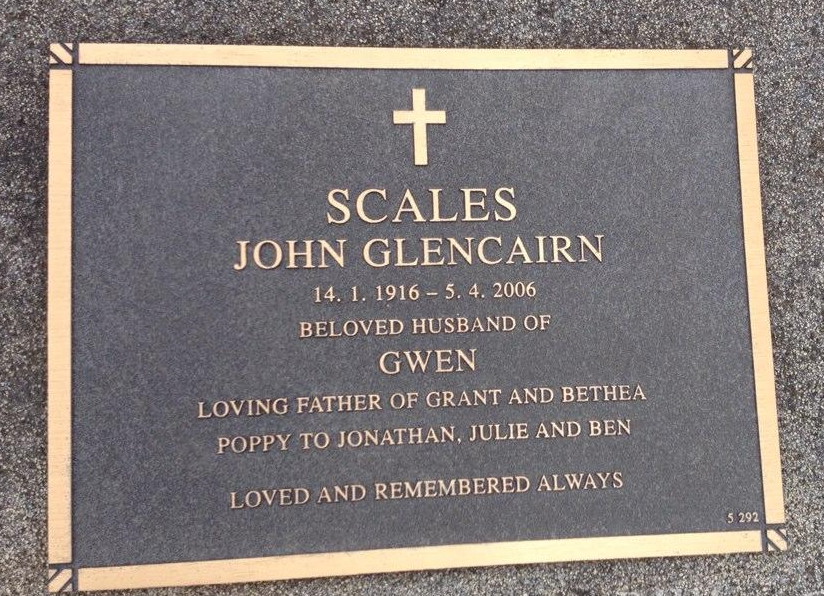 SCALES
JOHN GLENCAIRN
14. 1. 1916 – 5. 4. 2006
BELOVED HUSBAND OF
GWEN
LOVING FATHER OF GRANT AND BETHEA
POPPY TO JONATHAN, JULIE AND BEN
LOVED AND REMEMBERED ALWAYS
5 292